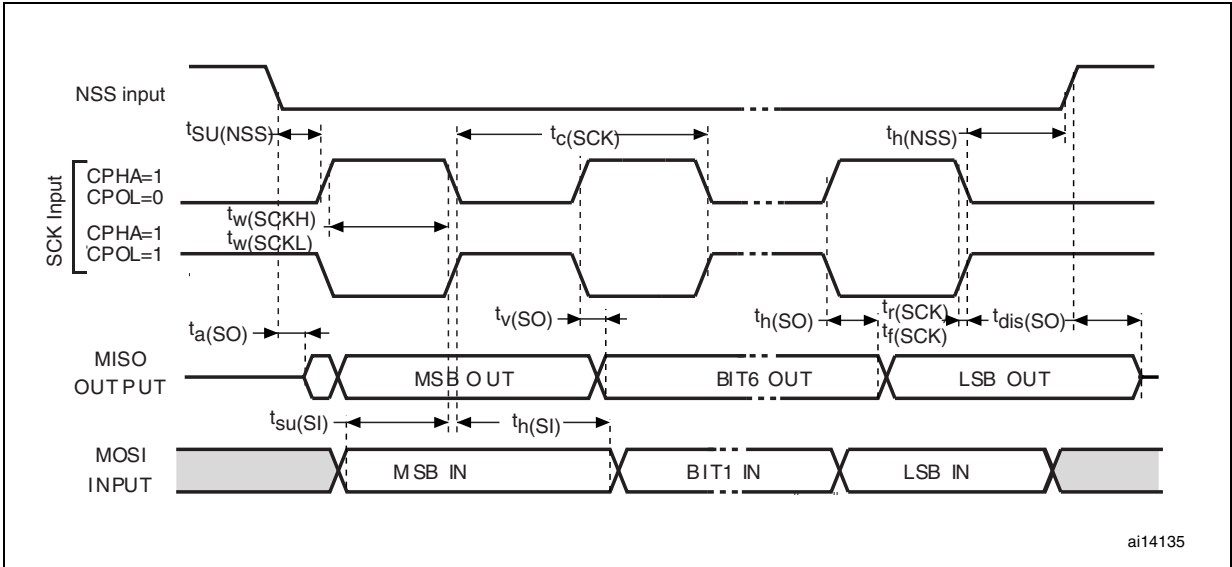 NSS input
tSU(NSS)
tc(SCK)
th(NSS)
SCK Input
CPHA=1
CPOL=0
tw(SCKH)
tw(SCKL)
CPHA=1
CPOL=1
ta(SO)
tv(SO)
th(SO)
tr(SCK)
tf(SCK)
tdis(SO)
MISO
OUTPUT
MSB OUT
BIT6 OUT
LSB OUT
tsu(SI)
th(SI)
MOSI
INPUT
MSB IN
BIT1 IN
LSB IN
ai14135